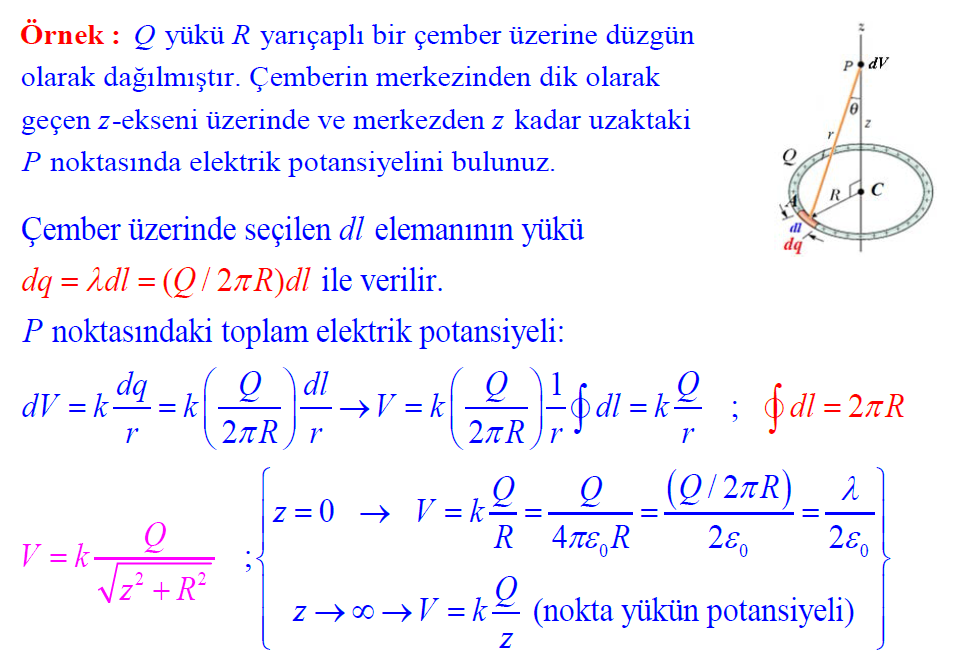 Örnek : Q yükü R yarıçaplı bir çember üzerine düzgün
olarak dağılmıştır. Çemberin merkezinden dik olarak
geçen z-ekseni üzerinde ve merkezden z kadar uzaktaki
P noktasında elektrik potansiyelini bulunuz.
z
P dV
θ
z
r
Q
R C
A
dl
dq
Çember üzerinde seçilen dl elemanının yükü
dq = λdl = (Q / 2πR)dl ile verilir.
P noktasındaki toplam elektrik potansiyeli:
dV = k dq/r = k (Q/2πR) dl/r → V = k (Q/2πR) 1/r ∮ dl = k Q/r ; ∮ dl = 2πR
V = k Q/√(z² + R²) ; { z = 0 → V = k Q/R = Q/4πε₀R = (Q / 2πR)/2ε₀ = λ/2ε₀
z → ∞ → V = k Q/z (nokta yükün potansiyeli) }